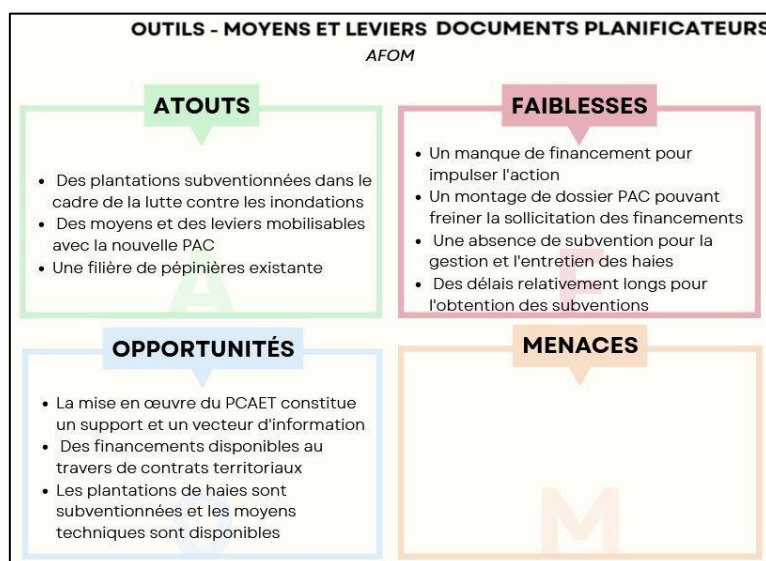 OUTILS - MOYENS ET LEVIERS DOCUMENTS PLANIFICATEURS
AFOM
ATOUTS
• Des plantations subventionnées dans le
cadre de la lutte contre les inondations
• Des moyens et des leviers mobilisables
avec la nouvelle PAC
• Une filière de pépinières existante
A
FAIBLESSES
• Un manque de financement pour
impulser l'action
• Un montage de dossier PAC pouvant
freiner la sollicitation des financements
• Une absence de subvention pour la
gestion et l'entretien des haies
• Des délais relativement longs pour
l'obtention des subventions
F
OPPORTUNITÉS
• La mise en œuvre du PCAET constitue
un support et un vecteur d'information
• Des financements disponibles au
travers de contrats territoriaux
• Les plantations de haies sont
subventionnées et les moyens
techniques sont disponibles
O
MENACES
M